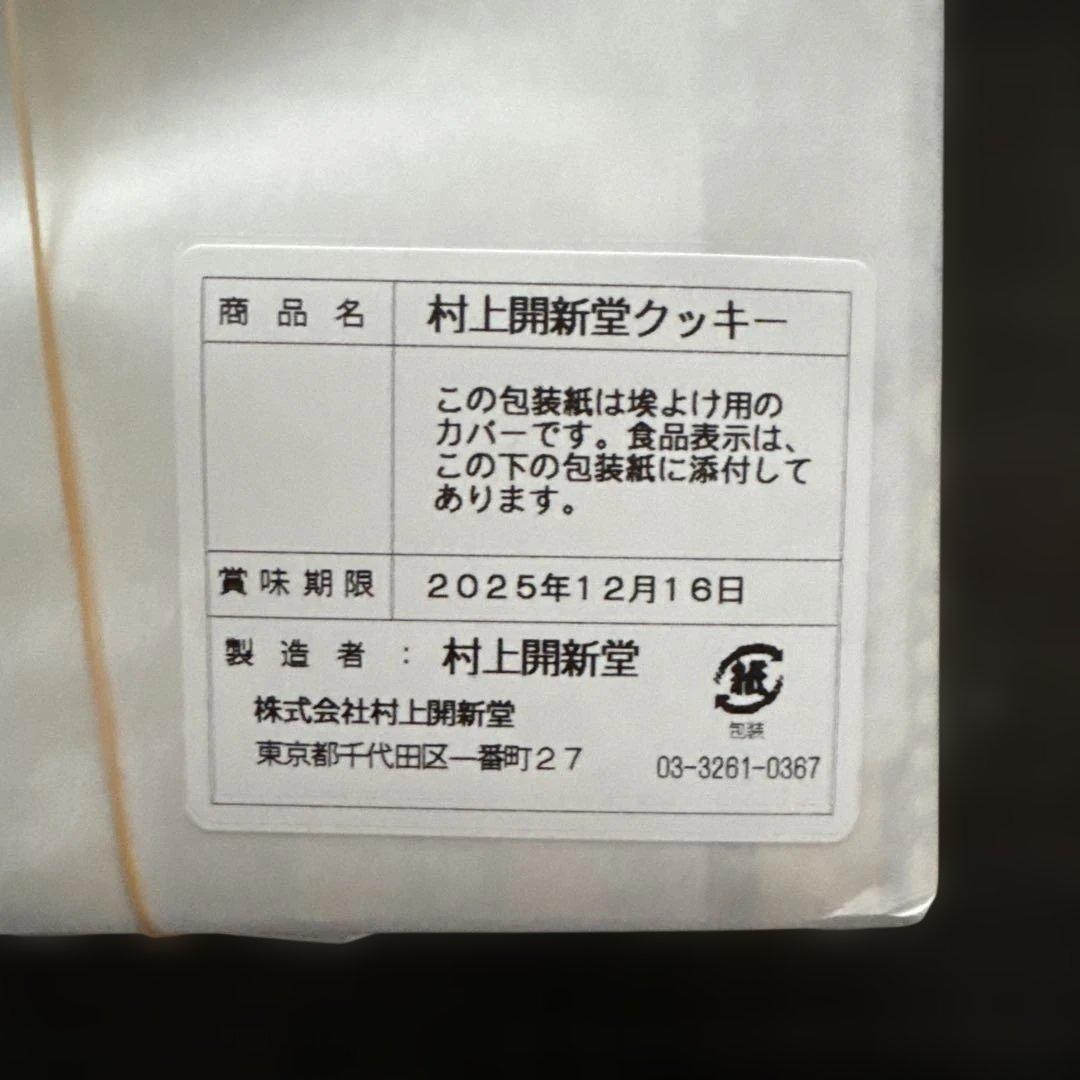 商品名 村上開新堂クッキー
この包装紙は埃よけ用の
カバーです。食品表示は、
この下の包装紙に添付して
あります。
賞味期限 2025年12月16日
製造者：村上開新堂
紙
包装
株式会社村上開新堂
東京都千代田区一番町27
03-3261-0367